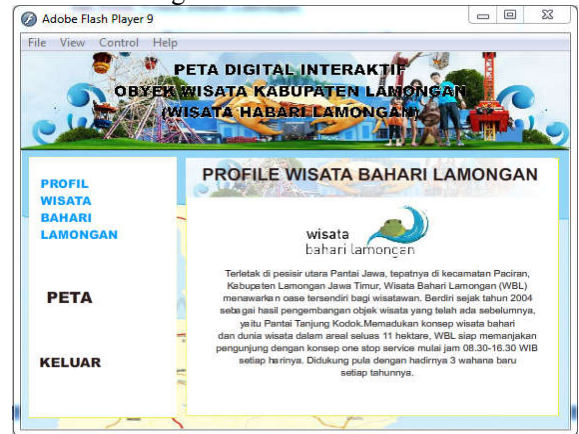 Adobe Flash Player 9
File View Control Help
PETA DIGITAL INTERAKTIF
OBYEK WISATA KABUPATEN LAMONGAN
(WISATA HABARI LAMONGAN)
PROFIL
WISATA
BAHARI
LAMONGAN
PETA
KELUAR
PROFILE WISATA BAHARI LAMONGAN
wisata
bahari lamongan
Terletak di pesisir utara Pantai Jawa, tepatnya di kecamatan Paciran,
Kabupaten Lamongan Jawa Timur, Wisata Bahari Lamongan (WBL)
menawarkan oase tersendiri bagi wisatawan. Berdiri sejak tahun 2004
sebagai hasil pengembangan objek wisata yang telah ada sebelumnya,
yaitu Pantai Tanjung Kodok.Memadukan konsep wisata bahari
dan dunia wisata dalam areal seluas 11 hektare, WBL siap memanjakan
pengunjung dengan konsep one stop service mulai jam 08.30-16.30 WIB
setiap harinya. Didukung pula dengan hadirnya 3 wahana baru
setiap tahunnya.